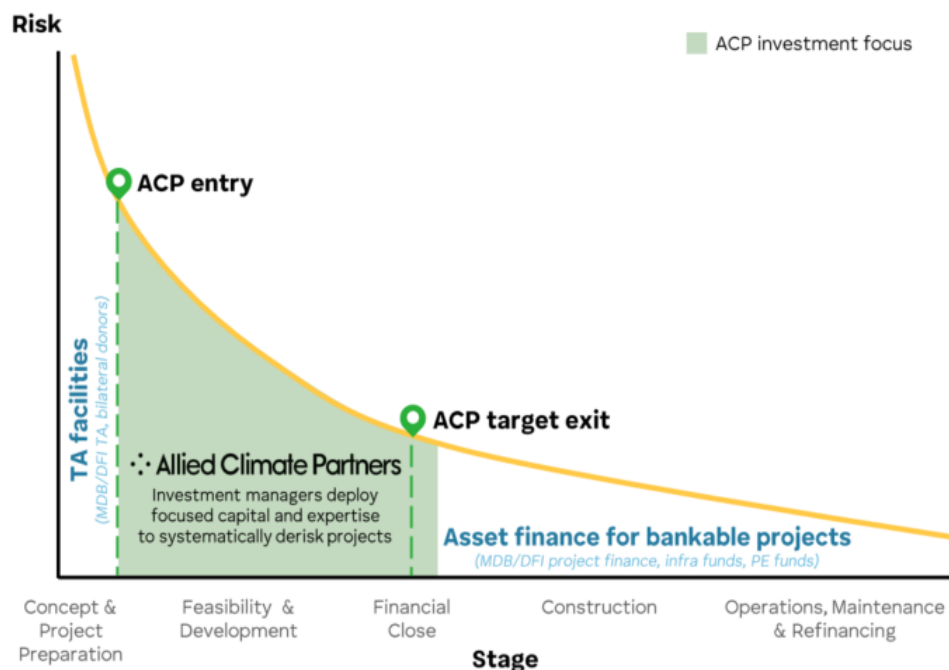 Risk
ACP investment focus
ACP entry
TA facilities
(MDB/DFI TA, bilateral donors)
ACP target exit
Allied Climate Partners
Investment managers deploy
focused capital and expertise
to systematically derisk projects
Asset finance for bankable projects
(MDB/DFI project finance, infra funds, PE funds)
Concept &
Project
Preparation
Feasibility &
Development
Financial
Close
Construction
Operations, Maintenance
& Refinancing
Stage